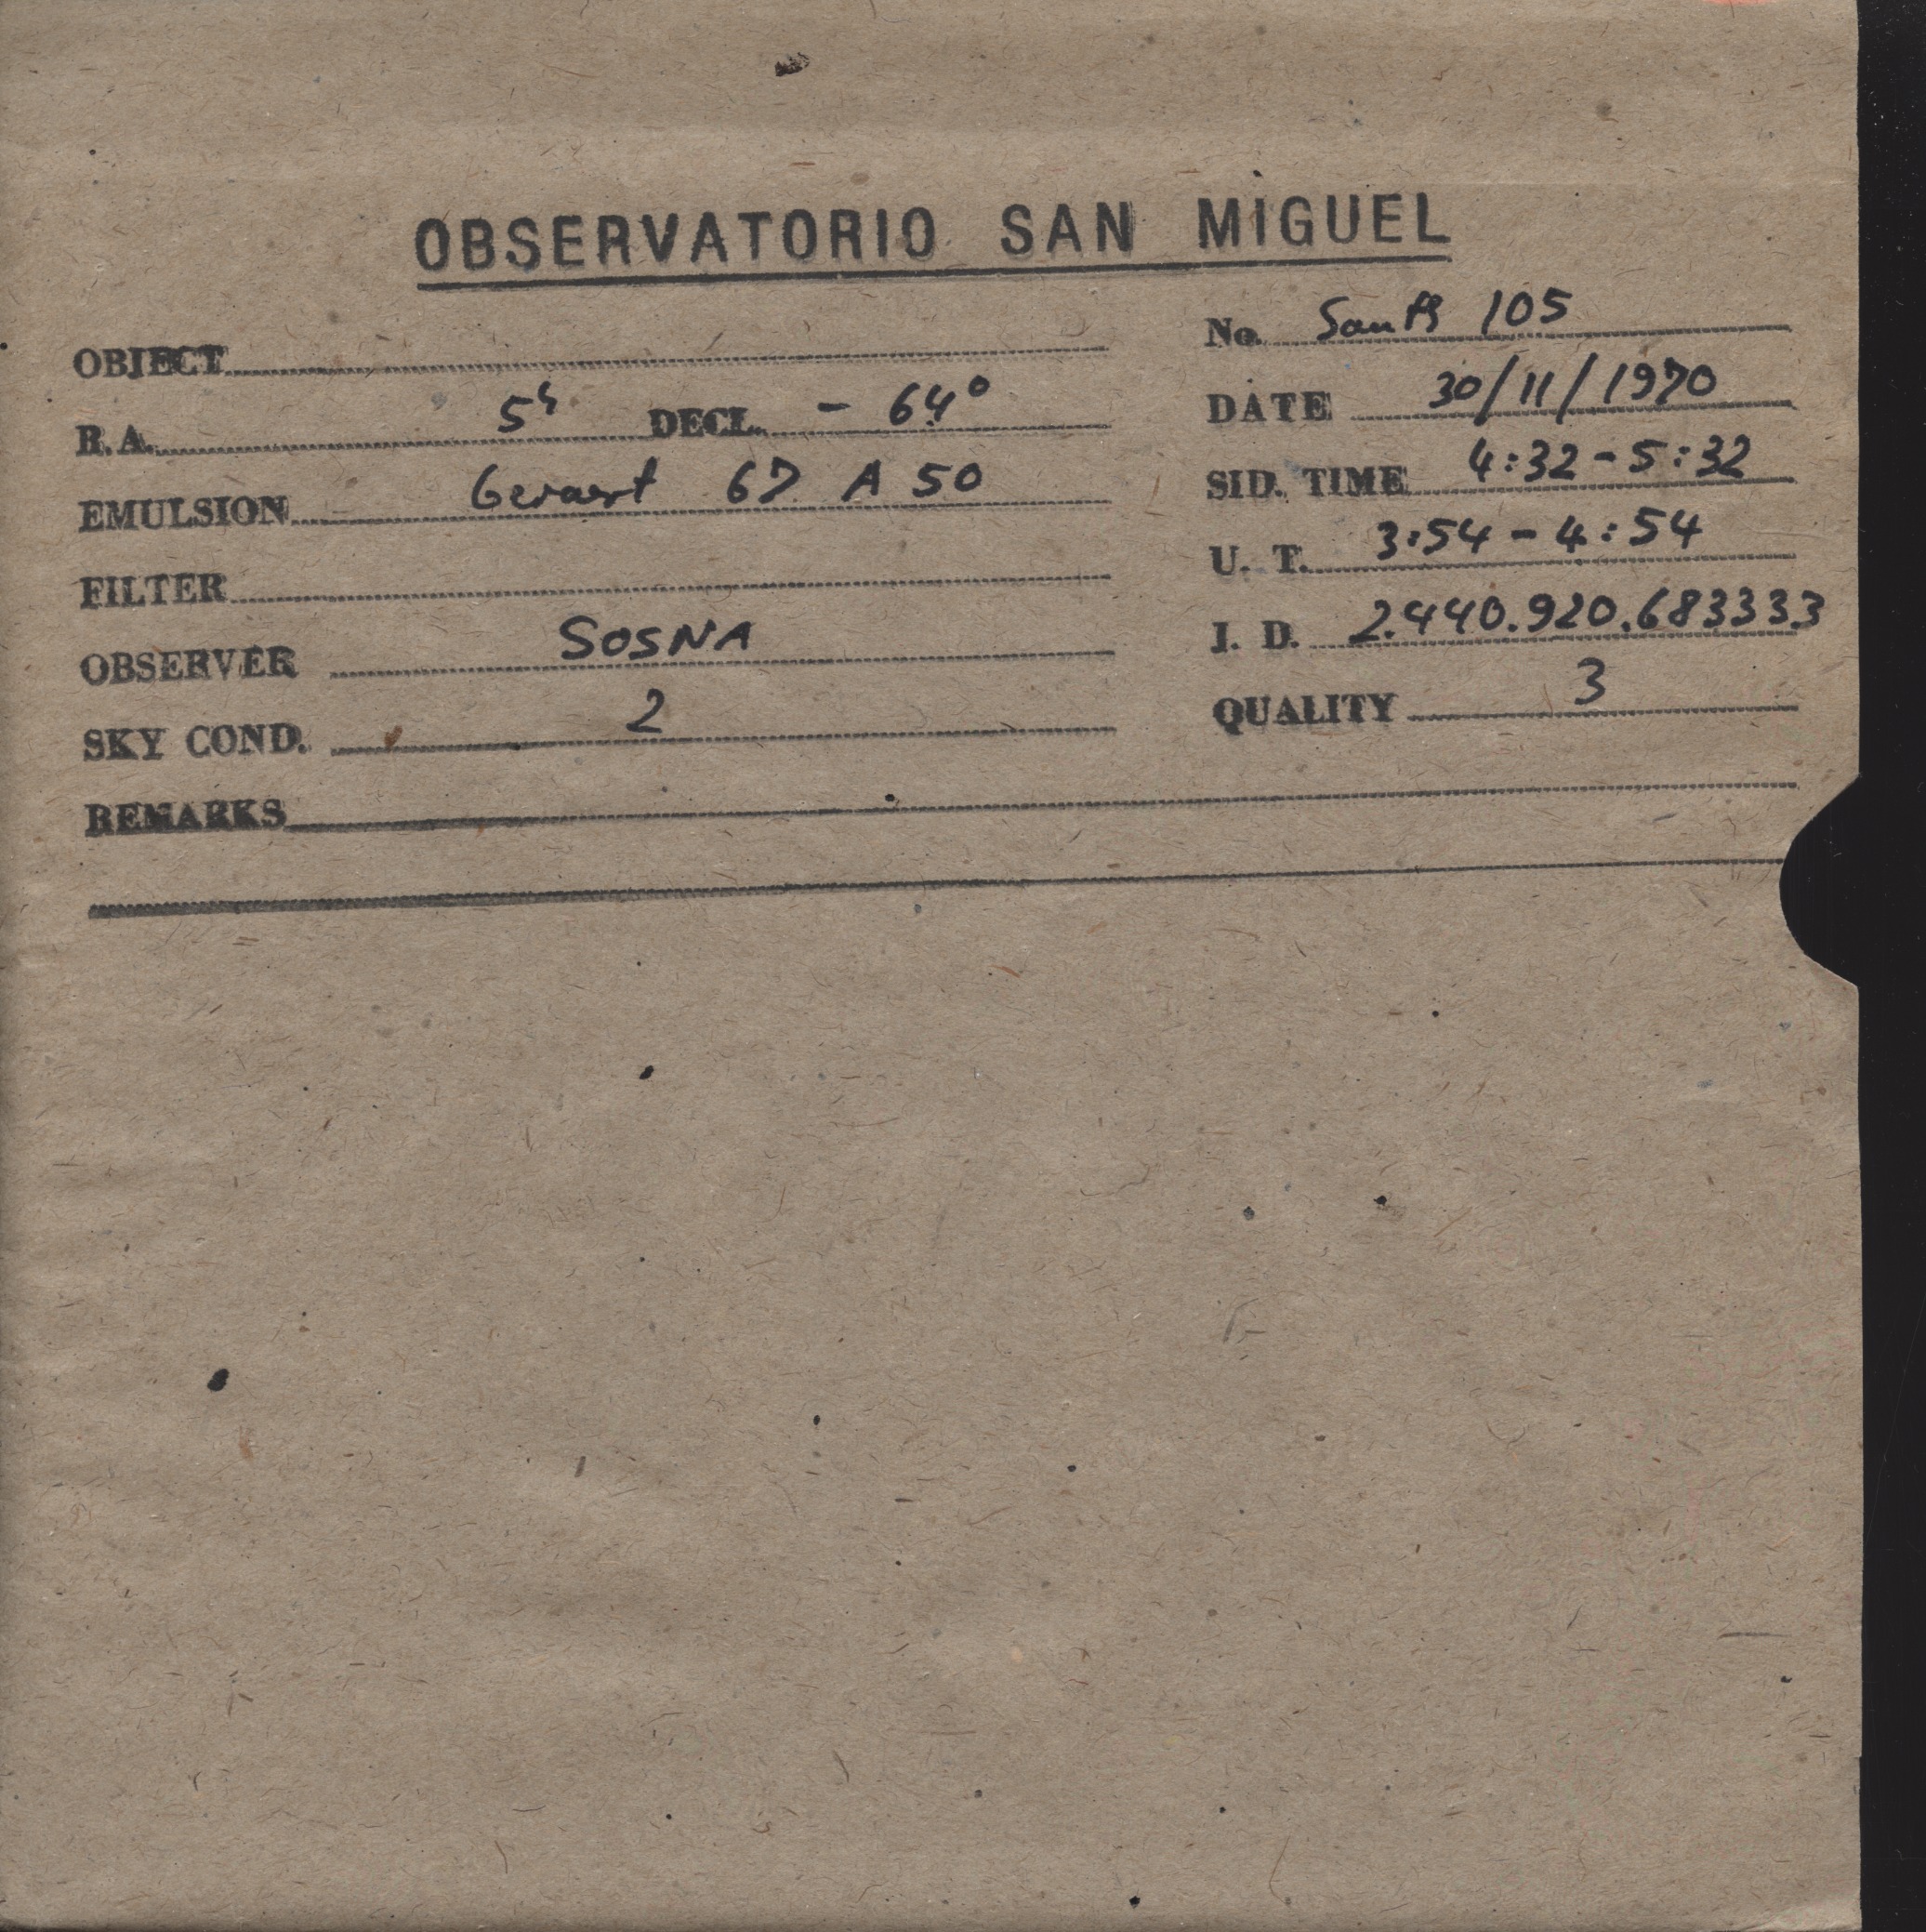 OBSERVATORIO SAN MIGUEL
No. San B 105
OBJECT
DATE 30/11/1970
R.A. 5h DECL. - 64°
SID. TIME 4:32-5:32
EMULSION Gevaert 67 A 50
U. T. 3:54 - 4:54
FILTER
J. D. 2.440.920.683333
OBSERVER SOSNA
QUALITY 3
SKY COND. 2
REMARKS